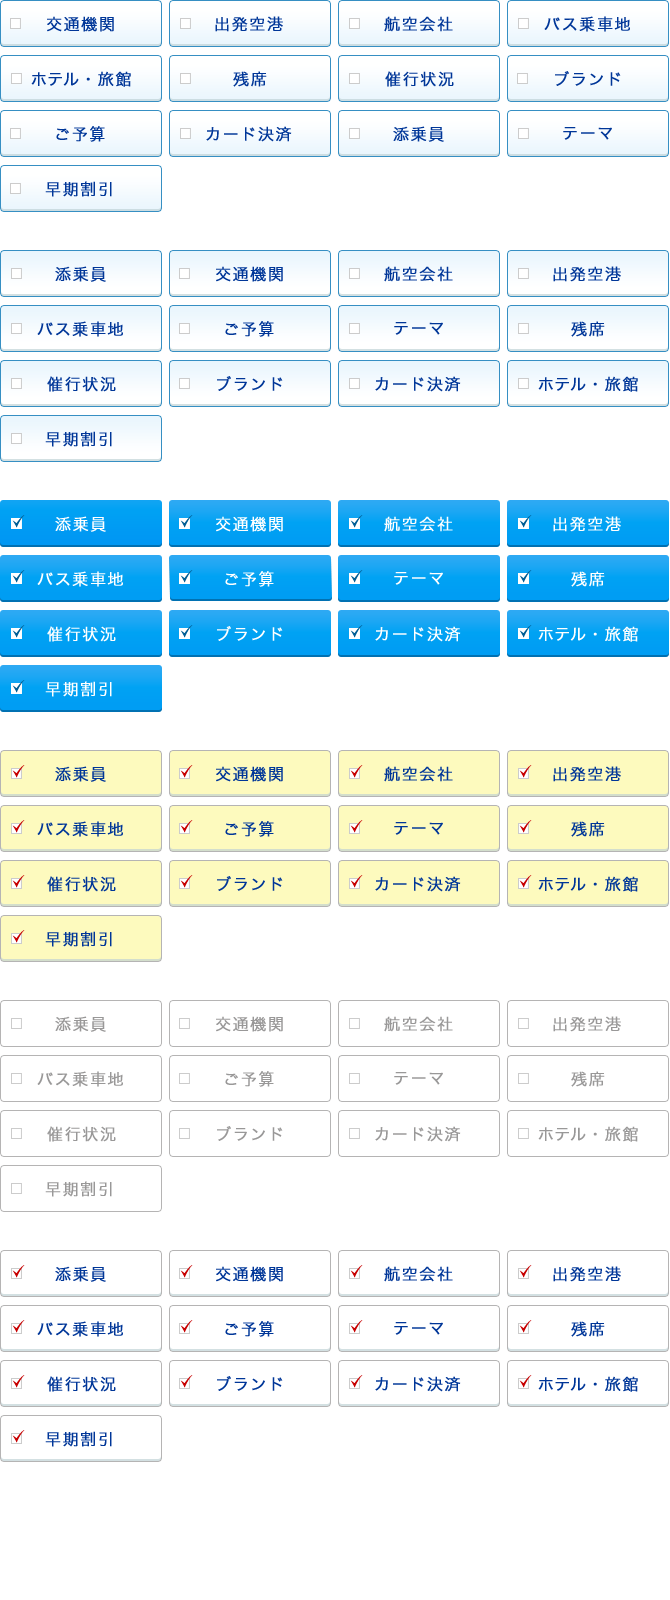 交通機関 出発空港 航空会社 バス乗車地
ホテル・旅館 残席 催行状況 ブランド
ご予算 カード決済 添乗員 テーマ
早期割引
添乗員 交通機関 航空会社 出発空港
バス乗車地 ご予算 テーマ 残席
催行状況 ブランド カード決済 ホテル・旅館
早期割引
添乗員 交通機関 航空会社 出発空港
バス乗車地 ご予算 テーマ 残席
催行状況 ブランド カード決済 ホテル・旅館
早期割引
添乗員 交通機関 航空会社 出発空港
バス乗車地 ご予算 テーマ 残席
催行状況 ブランド カード決済 ホテル・旅館
早期割引
添乗員 交通機関 航空会社 出発空港
バス乗車地 ご予算 テーマ 残席
催行状況 ブランド カード決済 ホテル・旅館
早期割引
添乗員 交通機関 航空会社 出発空港
バス乗車地 ご予算 テーマ 残席
催行状況 ブランド カード決済 ホテル・旅館
早期割引